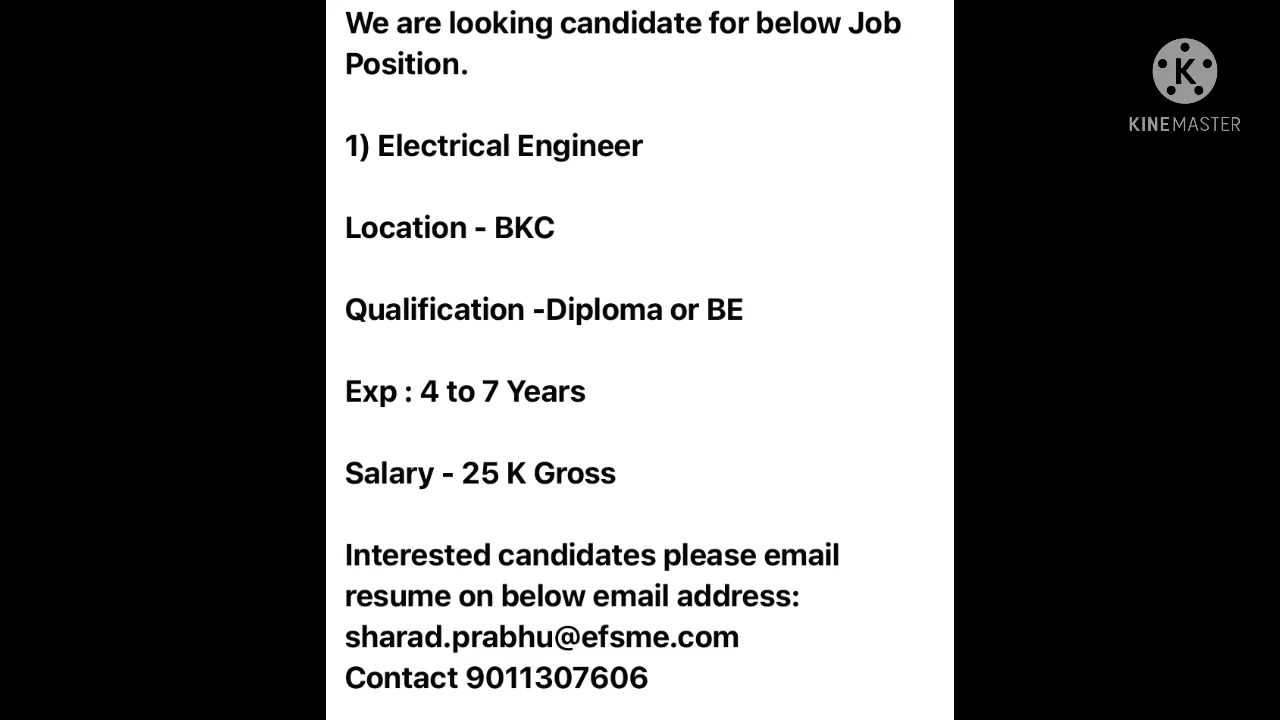 We are looking candidate for below Job
Position.
1) Electrical Engineer
Location - BKC
Qualification -Diploma or BE
Exp : 4 to 7 Years
Salary - 25 K Gross
Interested candidates please email
resume on below email address:
sharad.prabhu@efsme.com
Contact 9011307606
K
KINEMASTER